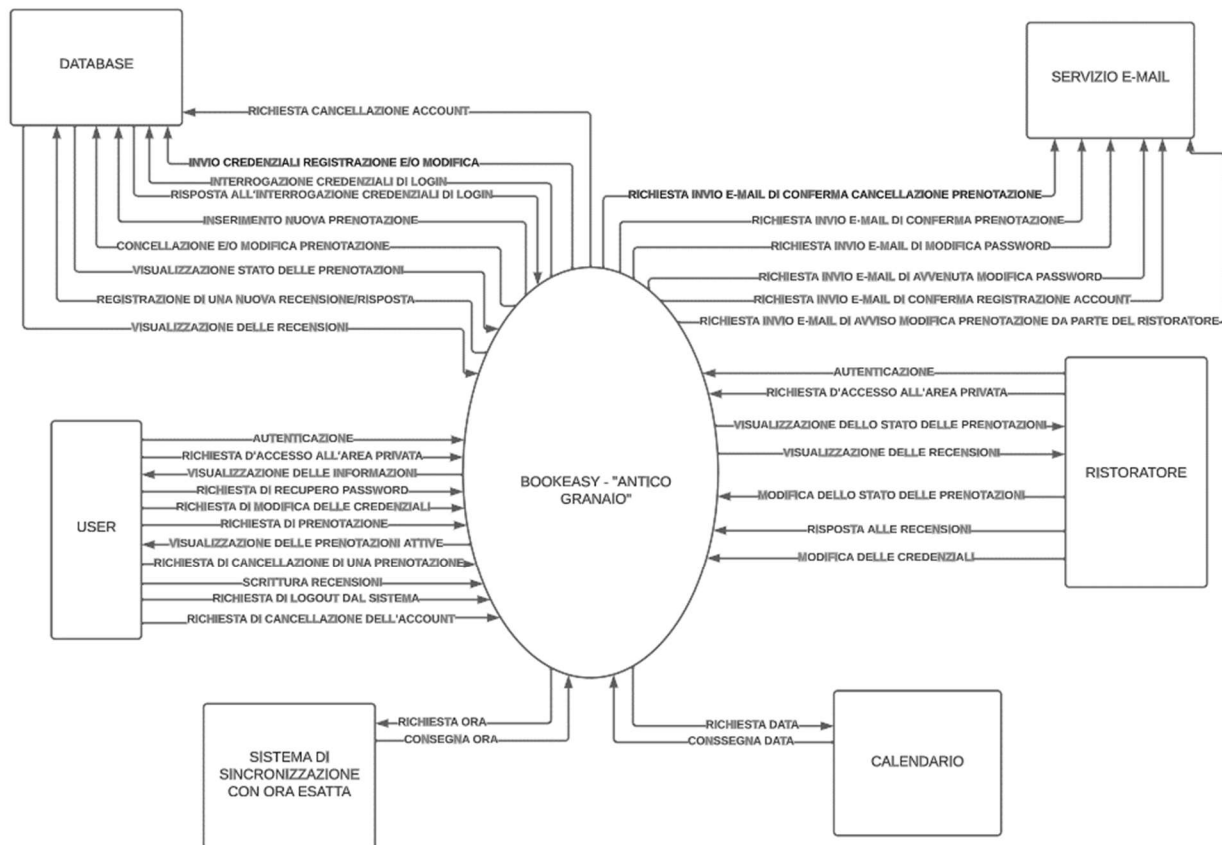 DATABASE
SERVIZIO E-MAIL
RICHIESTA CANCELLAZIONE ACCOUNT
INVIO CREDENZIALI REGISTRAZIONE E/O MODIFICA
INTERROGAZIONE CREDENZIALI DI LOGIN
RISPOSTA ALL'INTERROGAZIONE CREDENZIALI DI LOGIN
INSERIMENTO NUOVA PRENOTAZIONE
CONCELLAZIONE E/O MODIFICA PRENOTAZIONE
VISUALIZZAZIONE STATO DELLE PRENOTAZIONI
REGISTRAZIONE DI UNA NUOVA RECENSIONE/RISPOSTA
VISUALIZZAZIONE DELLE RECENSIONI
RICHIESTA INVIO E-MAIL DI CONFERMA CANCELLAZIONE PRENOTAZIONE
RICHIESTA INVIO E-MAIL DI CONFERMA PRENOTAZIONE
RICHIESTA INVIO E-MAIL DI MODIFICA PASSWORD
RICHIESTA INVIO E-MAIL DI AVVENUTA MODIFICA PASSWORD
RICHIESTA INVIO E-MAIL DI CONFERMA REGISTRAZIONE ACCOUNT
RICHIESTA INVIO E-MAIL DI AVVISO MODIFICA PRENOTAZIONE DA PARTE DEL RISTORATORE
USER
AUTENTICAZIONE
RICHIESTA D'ACCESSO ALL'AREA PRIVATA
VISUALIZZAZIONE DELLE INFORMAZIONI
RICHIESTA DI RECUPERO PASSWORD
RICHIESTA DI MODIFICA DELLE CREDENZIALI
RICHIESTA DI PRENOTAZIONE
VISUALIZZAZIONE DELLE PRENOTAZIONI ATTIVE
RICHIESTA DI CANCELLAZIONE DI UNA PRENOTAZIONE
SCRITTURA RECENSIONI
RICHIESTA DI LOGOUT DAL SISTEMA
RICHIESTA DI CANCELLAZIONE DELL'ACCOUNT
BOOKEASY - "ANTICO
GRANAIO"
AUTENTICAZIONE
RICHIESTA D'ACCESSO ALL'AREA PRIVATA
VISUALIZZAZIONE DELLO STATO DELLE PRENOTAZIONI
VISUALIZZAZIONE DELLE RECENSIONI
MODIFICA DELLO STATO DELLE PRENOTAZIONI
RISPOSTA ALLE RECENSIONI
MODIFICA DELLE CREDENZIALI
RISTORATORE
RICHIESTA ORA
CONSEGNA ORA
SISTEMA DI
SINCRONIZZAZIONE
CON ORA ESATTA
RICHIESTA DATA
CONSSEGNA DATA
CALENDARIO